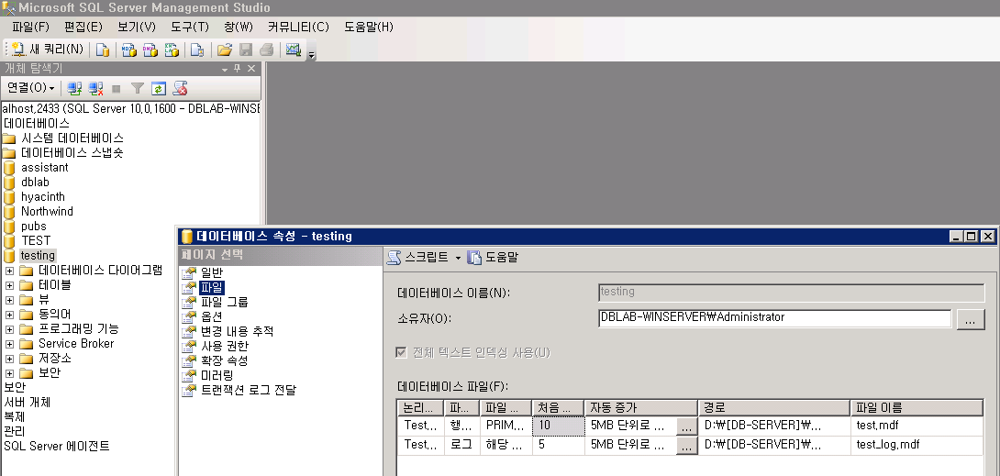 Microsoft SQL Server Management Studio
파일(F) 편집(E) 보기(V) 도구(T) 창(W) 커뮤니티(C) 도움말(H)
새 쿼리(N)
개체 탐색기
연결(O)
alhost,2433 (SQL Server 10.0.1600 - DBLAB-WINSE
데이터베이스
시스템 데이터베이스
데이터베이스 스냅숏
assistant
dblab
hyacinth
Northwind
pubs
TEST
testing
데이터베이스 다이어그램
테이블
뷰
동의어
프로그래밍 기능
Service Broker
저장소
보안
보안
서버 개체
복제
관리
SQL Server 에이전트
데이터베이스 속성 - testing
페이지 선택
일반
파일
파일 그룹
옵션
변경 내용 추적
사용 권한
확장 속성
미러링
트랜잭션 로그 전달
스크립트 도움말
데이터베이스 이름(N): testing
소유자(O): DBLAB-WINSERVER₩Administrator ...
전체 텍스트 인덱싱 사용(U)
데이터베이스 파일(F):
논리... 파... 파일 ... 처음 ... 자동 증가 경로 파일 이름
Test... 행... PRIM... 10 5MB 단위로 ... ... D:₩[DB-SERVER]₩... test.mdf
Test... 로그 해당 ... 5 5MB 단위로 ... ... D:₩[DB-SERVER]₩... test_log.mdf